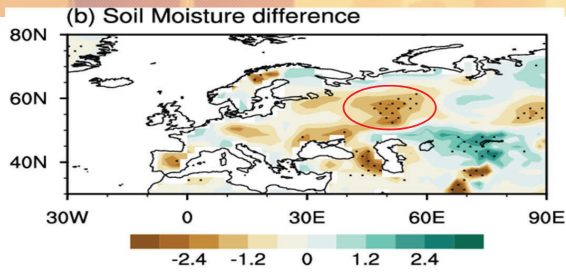 (b) Soil Moisture difference
80N
60N
40N
30W 0 30E 60E 90E
-2.4 -1.2 0 1.2 2.4